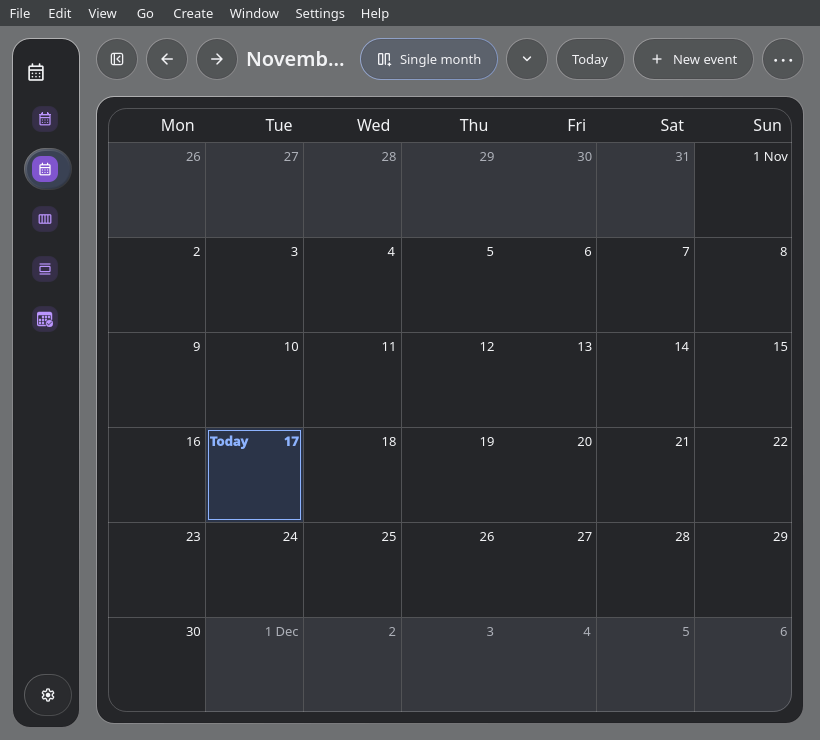 File Edit View Go Create Window Settings Help
Novemb... Single month Today New event
Mon Tue Wed Thu Fri Sat Sun
26 27 28 29 30 31 1 Nov
2 3 4 5 6 7 8
9 10 11 12 13 14 15
16 Today 17 18 19 20 21 22
23 24 25 26 27 28 29
30 1 Dec 2 3 4 5 6